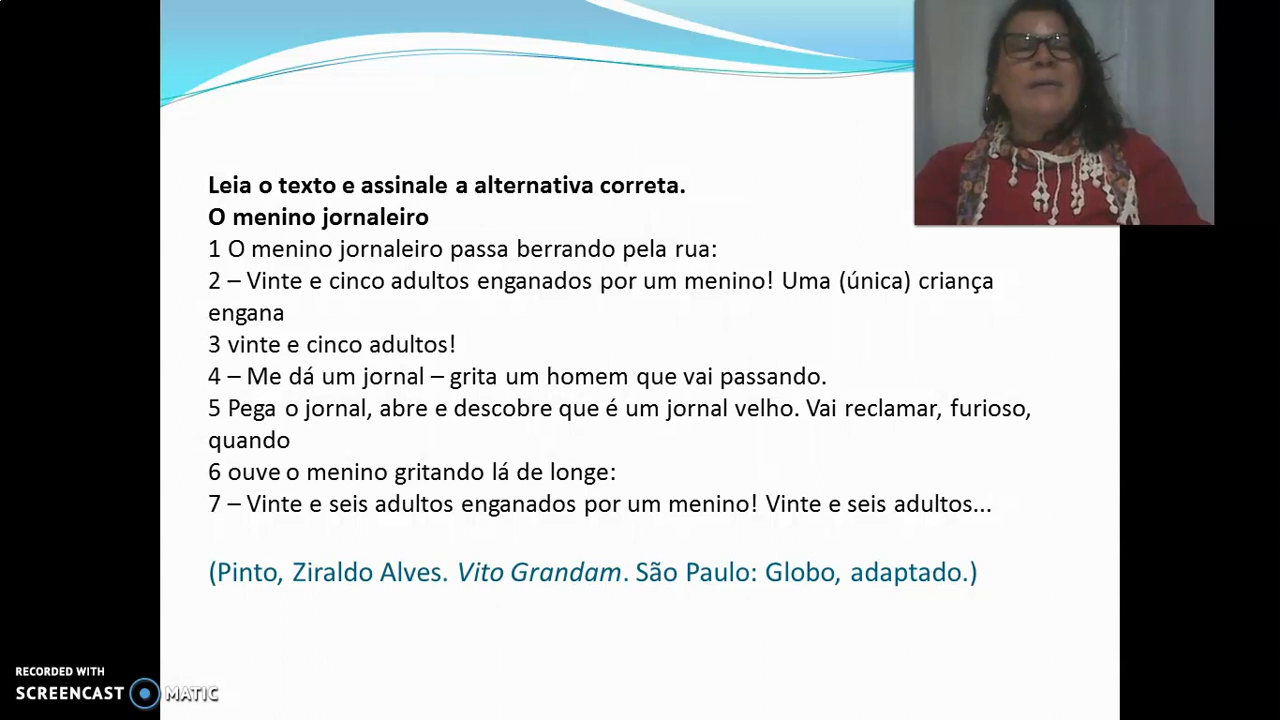 Leia o texto e assinale a alternativa correta.
O menino jornaleiro
1 O menino jornaleiro passa berrando pela rua:
2 – Vinte e cinco adultos enganados por um menino! Uma (única) criança
engana
3 vinte e cinco adultos!
4 – Me dá um jornal – grita um homem que vai passando.
5 Pega o jornal, abre e descobre que é um jornal velho. Vai reclamar, furioso,
quando
6 ouve o menino gritando lá de longe:
7 – Vinte e seis adultos enganados por um menino! Vinte e seis adultos...
(Pinto, Ziraldo Alves. Vito Grandam. São Paulo: Globo, adaptado.)
RECORDED WITH
SCREENCAST MATIC